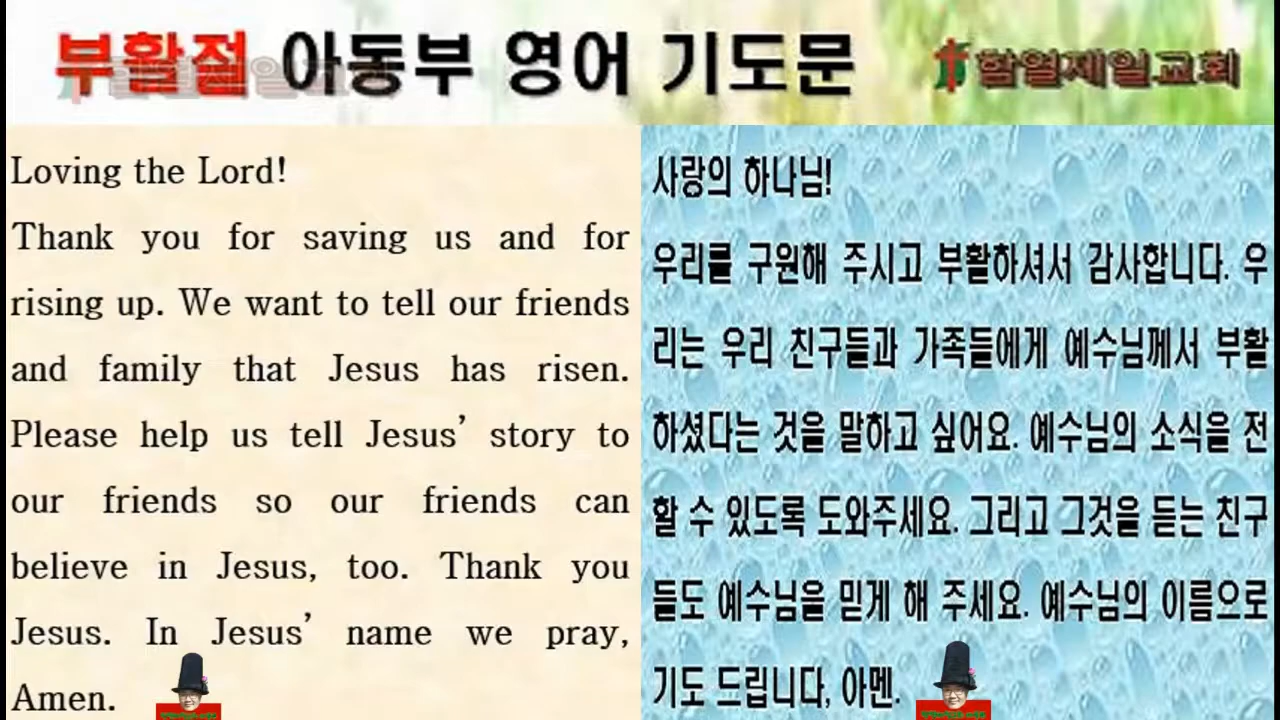 부활절 아동부 영어 기도문
함열제일교회
Loving the Lord!
Thank you for saving us and for
rising up. We want to tell our friends
and family that Jesus has risen.
Please help us tell Jesus’ story to
our friends so our friends can
believe in Jesus, too. Thank you
Jesus. In Jesus’ name we pray,
Amen.
사랑의 하나님!
우리를 구원해 주시고 부활하셔서 감사합니다. 우
리는 우리 친구들과 가족들에게 예수님께서 부활
하셨다는 것을 말하고 싶어요. 예수님의 소식을 전
할 수 있도록 도와주세요. 그리고 그것을 듣는 친구
들도 예수님을 믿게 해 주세요. 예수님의 이름으로
기도 드립니다, 아멘.